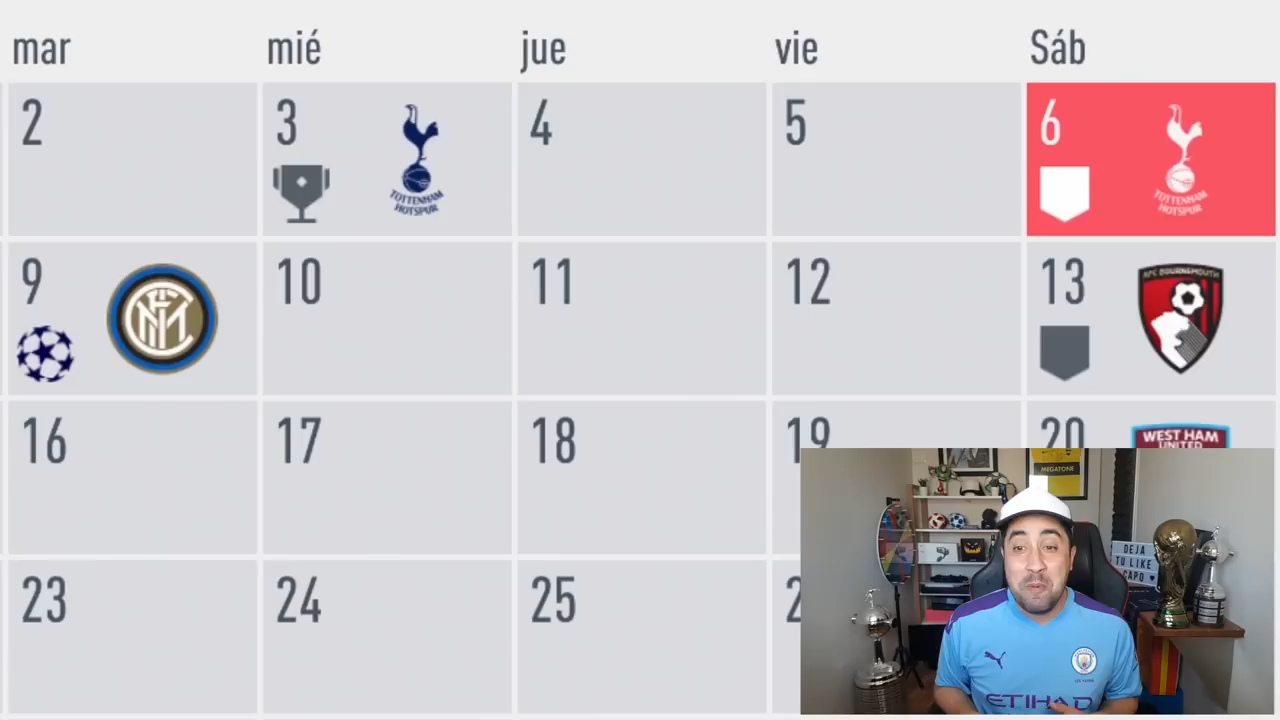 mar mié jue vie Sáb
2 3 4 5 6
TOTTENHAM
HOTSPUR
TOTTENHAM
HOTSPUR
9 10 11 12 13
AFC BOURNEMOUTH
16 17 18 19 20
WEST HAM
UNITED
23 24 25
MEGATONE
DEJA
TU LIKE
CAPO ♥
ETIHAD